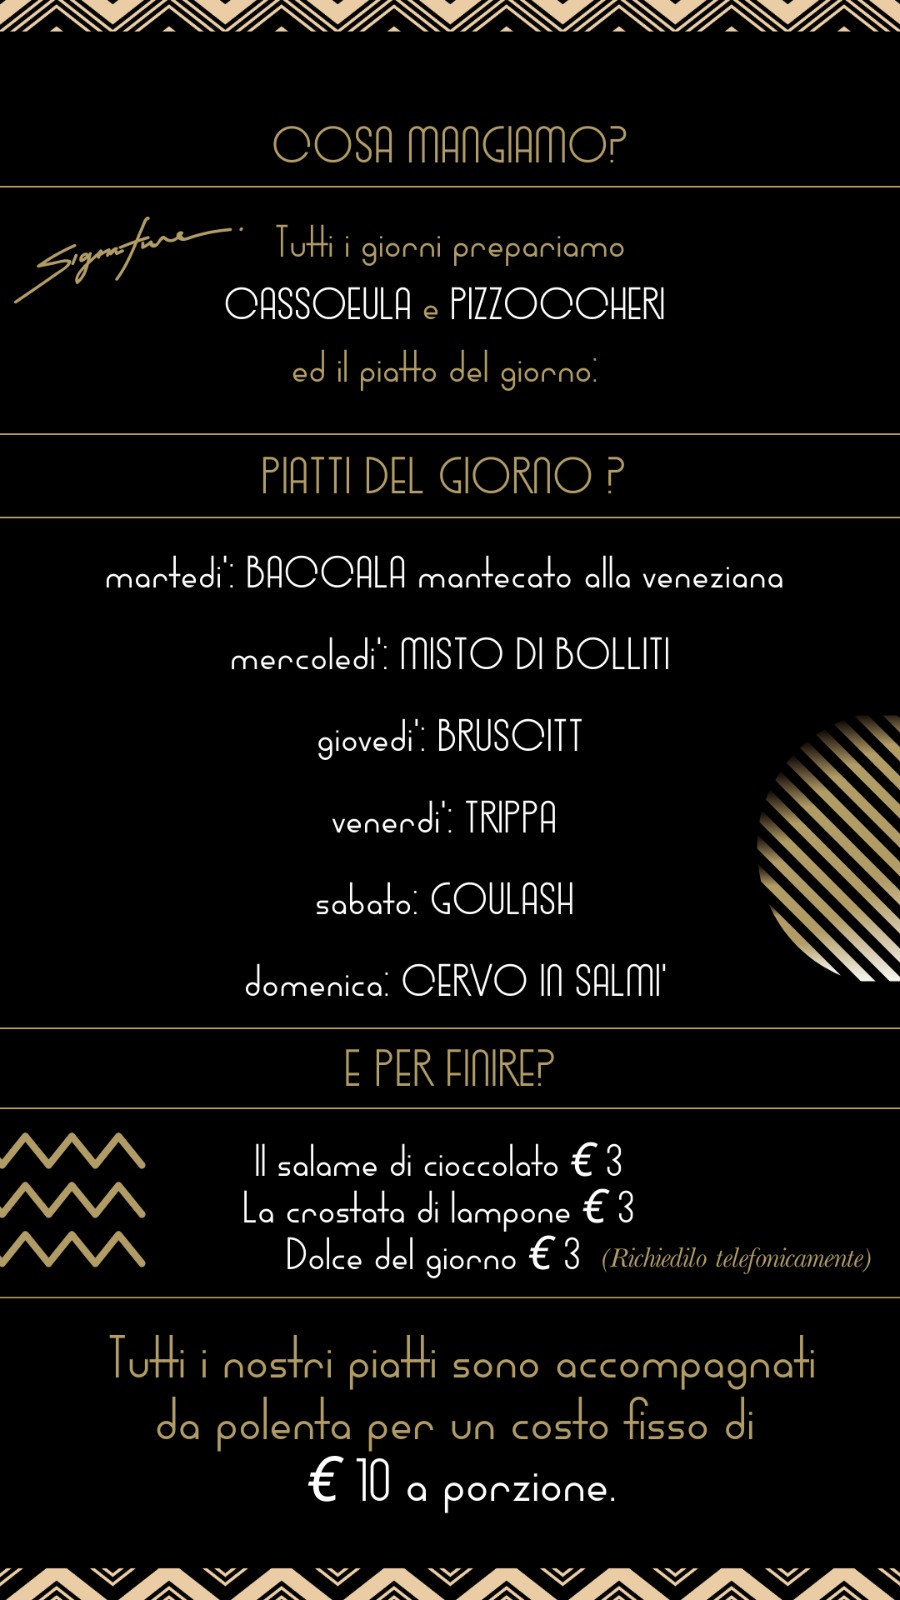 COSA MANGIAMO?
Signature
Tutti i giorni prepariamo
CASSOEULA e PIZZOCCHERI
ed il piatto del giorno:
PIATTI DEL GIORNO ?
martedi': BACCALA mantecato alla veneziana
mercoledi': MISTO DI BOLLITI
giovedi': BRUSCITT
venerdi': TRIPPA
sabato: GOULASH
domenica: CERVO IN SALMI'
E PER FINIRE?
Il salame di cioccolato € 3
La crostata di lampone € 3
Dolce del giorno € 3 (Richiedilo telefonicamente)
Tutti i nostri piatti sono accompagnati
da polenta per un costo fisso di
€ 10 a porzione.